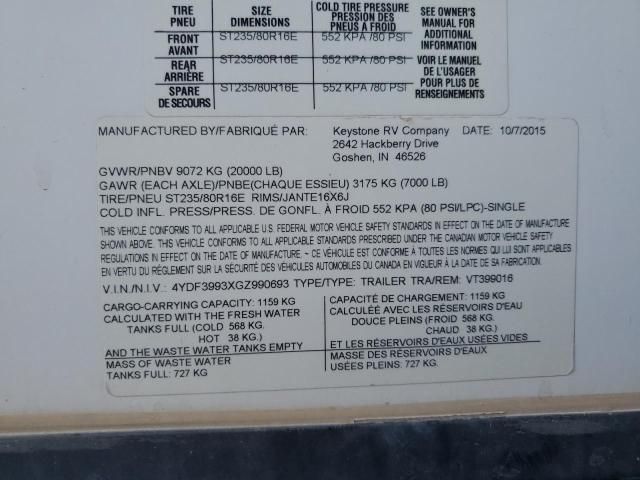 TIRE SIZE COLD TIRE PRESSURE SEE OWNER'S
PNEU DIMENSIONS PRESSION DES MANUAL FOR
PNEUS A FROID ADDITIONAL
FRONT ST235/80R16E 552 KPA /80 PSI INFORMATION
AVANT
REAR ST235/80R16E 552 KPA /80 PSI VOIR LE MANUEL
ARRIÈRE DE L'USAGER
SPARE ST235/80R16E 552 KPA /80 PSI POUR PLUS DE
DE SECOURS RENSEIGNEMENTS
MANUFACTURED BY/FABRIQUÉ PAR: Keystone RV Company DATE: 10/7/2015
2642 Hackberry Drive
Goshen, IN 46526
GVWR/PNBV 9072 KG (20000 LB)
GAWR (EACH AXLE)/PNBE(CHAQUE ESSIEU) 3175 KG (7000 LB)
TIRE/PNEU ST235/80R16E RIMS/JANTE16X6J
COLD INFL. PRESS/PRESS. DE GONFL. À FROID 552 KPA (80 PSI/LPC)-SINGLE
THIS VEHICLE CONFORMS TO ALL APPLICABLE U.S. FEDERAL MOTOR VEHICLE SAFETY STANDARDS IN EFFECT ON THE DATE OF MANUFACTURE
SHOWN ABOVE. THIS VEHICLE CONFORMS TO ALL APPLICABLE STANDARDS PRESCRIBED UNDER THE CANADIAN MOTOR VEHICLE SAFETY
REGULATIONS IN EFFECT ON THE DATE OF MANUFACTURE. CE VÉHICULE EST CONFORME À TOUTES LES NORMES QUI LUI SONT APPLICABLES
EN VERTU DU RÈGLEMENT SUR LA SÉCURITÉ DES VÉHICULES AUTOMOBILES DU CANADA EN VIGUEUR À LA DATE DE SA FABRICATION.
V.I.N./N.I.V.: 4YDF3993XGZ990693 TYPE/TYPE: TRAILER TRA/REM: VT399016
CARGO-CARRYING CAPACITY: 1159 KG
CALCULATED WITH THE FRESH WATER
TANKS FULL (COLD 568 KG.
HOT 38 KG.)
AND THE WASTE WATER TANKS EMPTY
MASS OF WASTE WATER
TANKS FULL: 727 KG
CAPACITÉ DE CHARGEMENT: 1159 KG
CALCULÉE AVEC LES RÉSERVOIRS D'EAU
DOUCE PLEINS (FROID 568 KG.
CHAUD 38 KG.)
ET LES RÉSERVOIRS D'EAUX USÉES VIDES
MASSE DES RÉSERVOIRS D'EAUX
USÉES PLEINS: 727 KG.